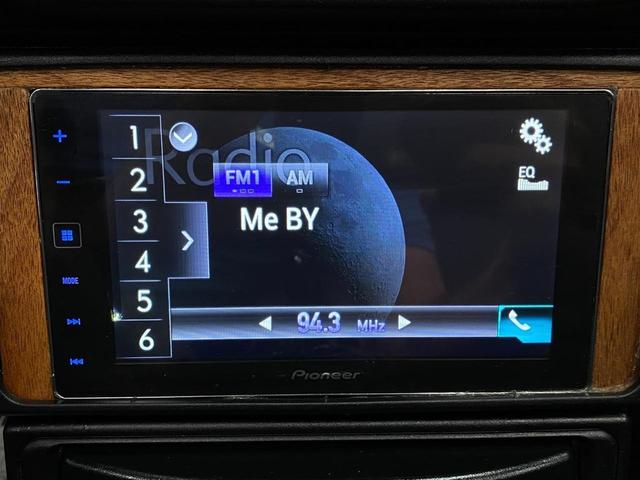 Radio
1
2
3
4
5
6
FM1
AM
Me BY
94.3 MHz
EQ
MODE
Pioneer